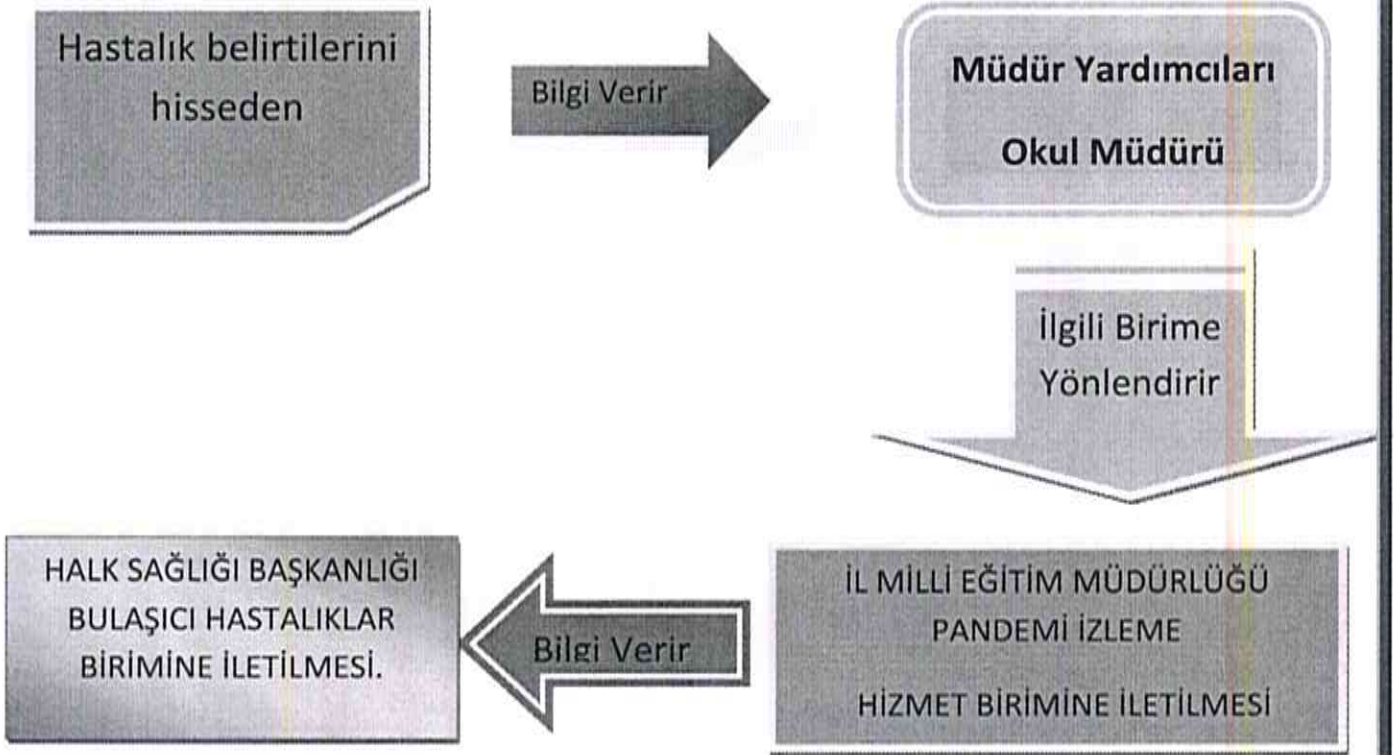 Hastalık belirtilerini
hisseden
Bilgi Verir
Müdür Yardımcıları
Okul Müdürü
İlgili Birime
Yönlendirir
İL MİLLİ EĞİTİM MÜDÜRLÜĞÜ
PANDEMİ İZLEME
HİZMET BİRİMİNE İLETİLMESİ
Bilgi Verir
HALK SAĞLIĞI BAŞKANLIĞI
BULAŞICI HASTALIKLAR
BİRİMİNE İLETİLMESİ.